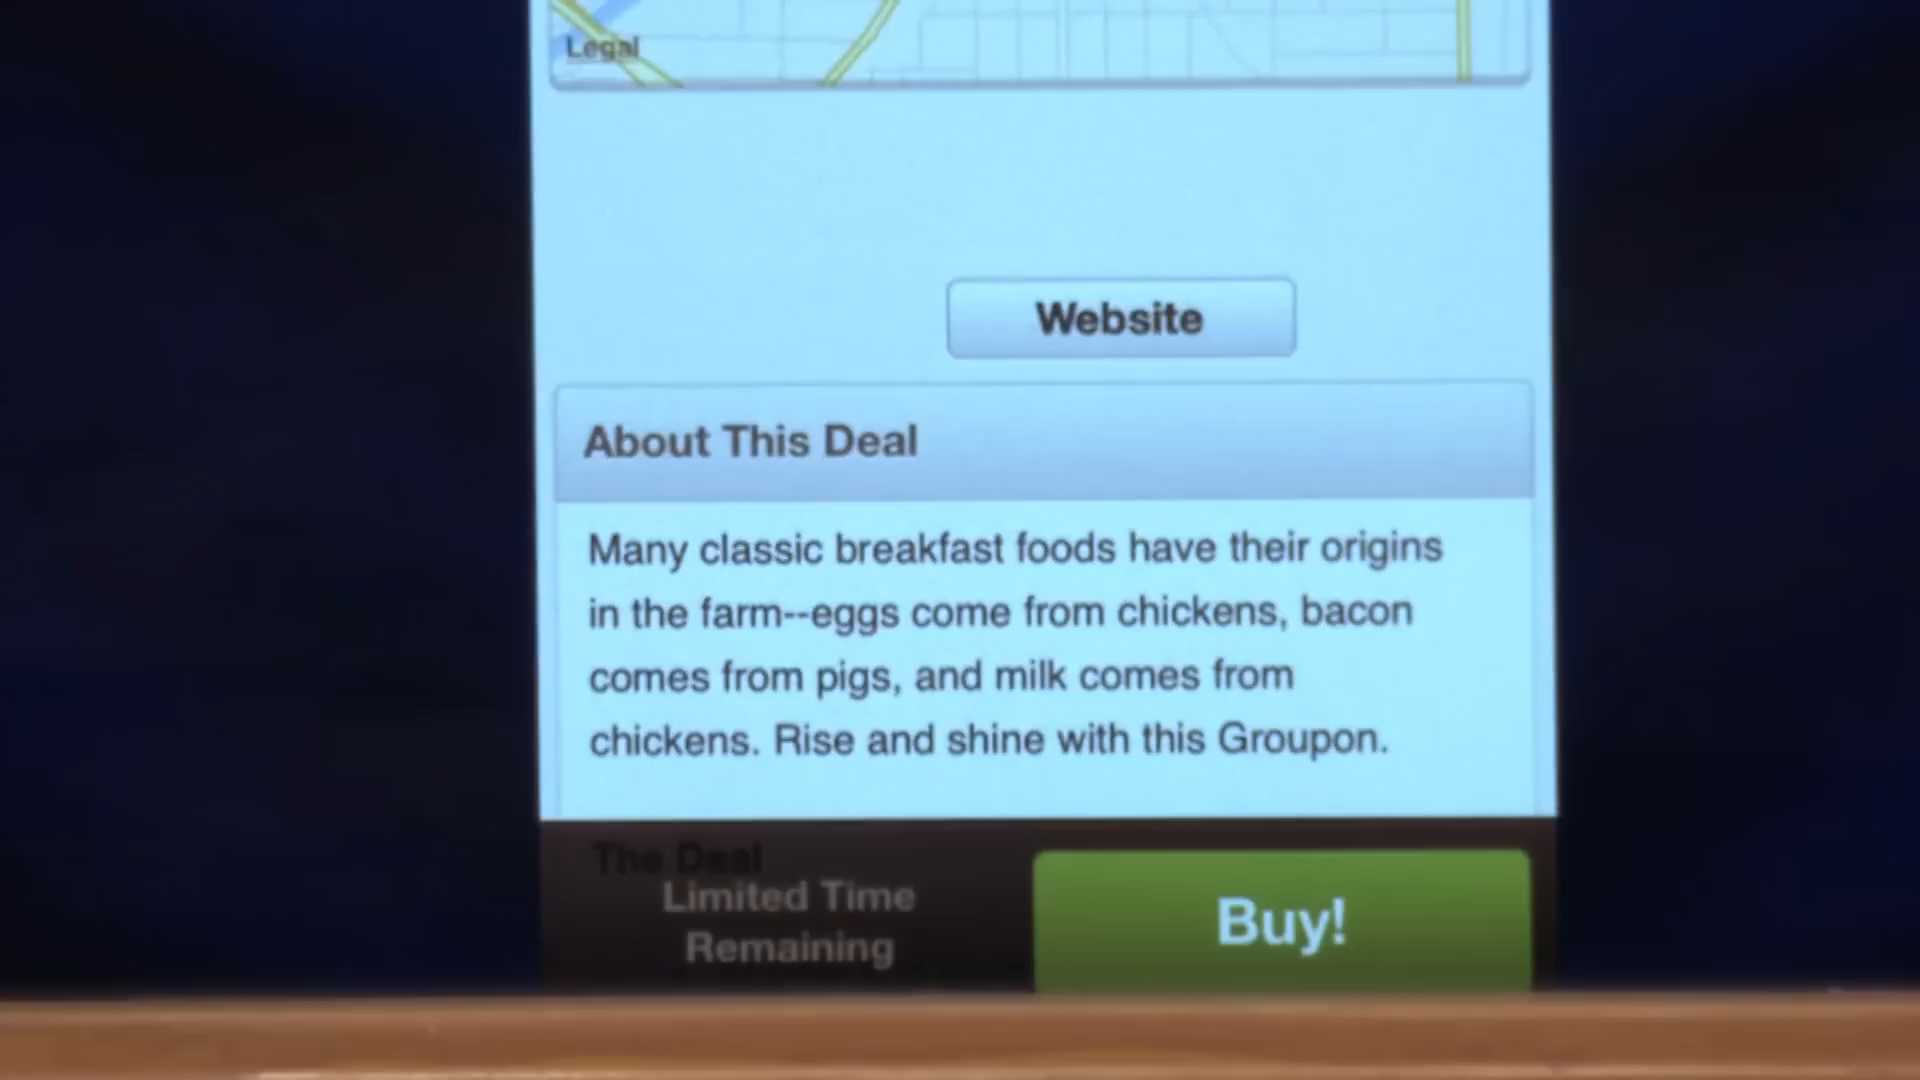 Legal
Website
About This Deal
Many classic breakfast foods have their origins
in the farm--eggs come from chickens, bacon
comes from pigs, and milk comes from
chickens. Rise and shine with this Groupon.
The Deal
Limited Time
Remaining
Buy!